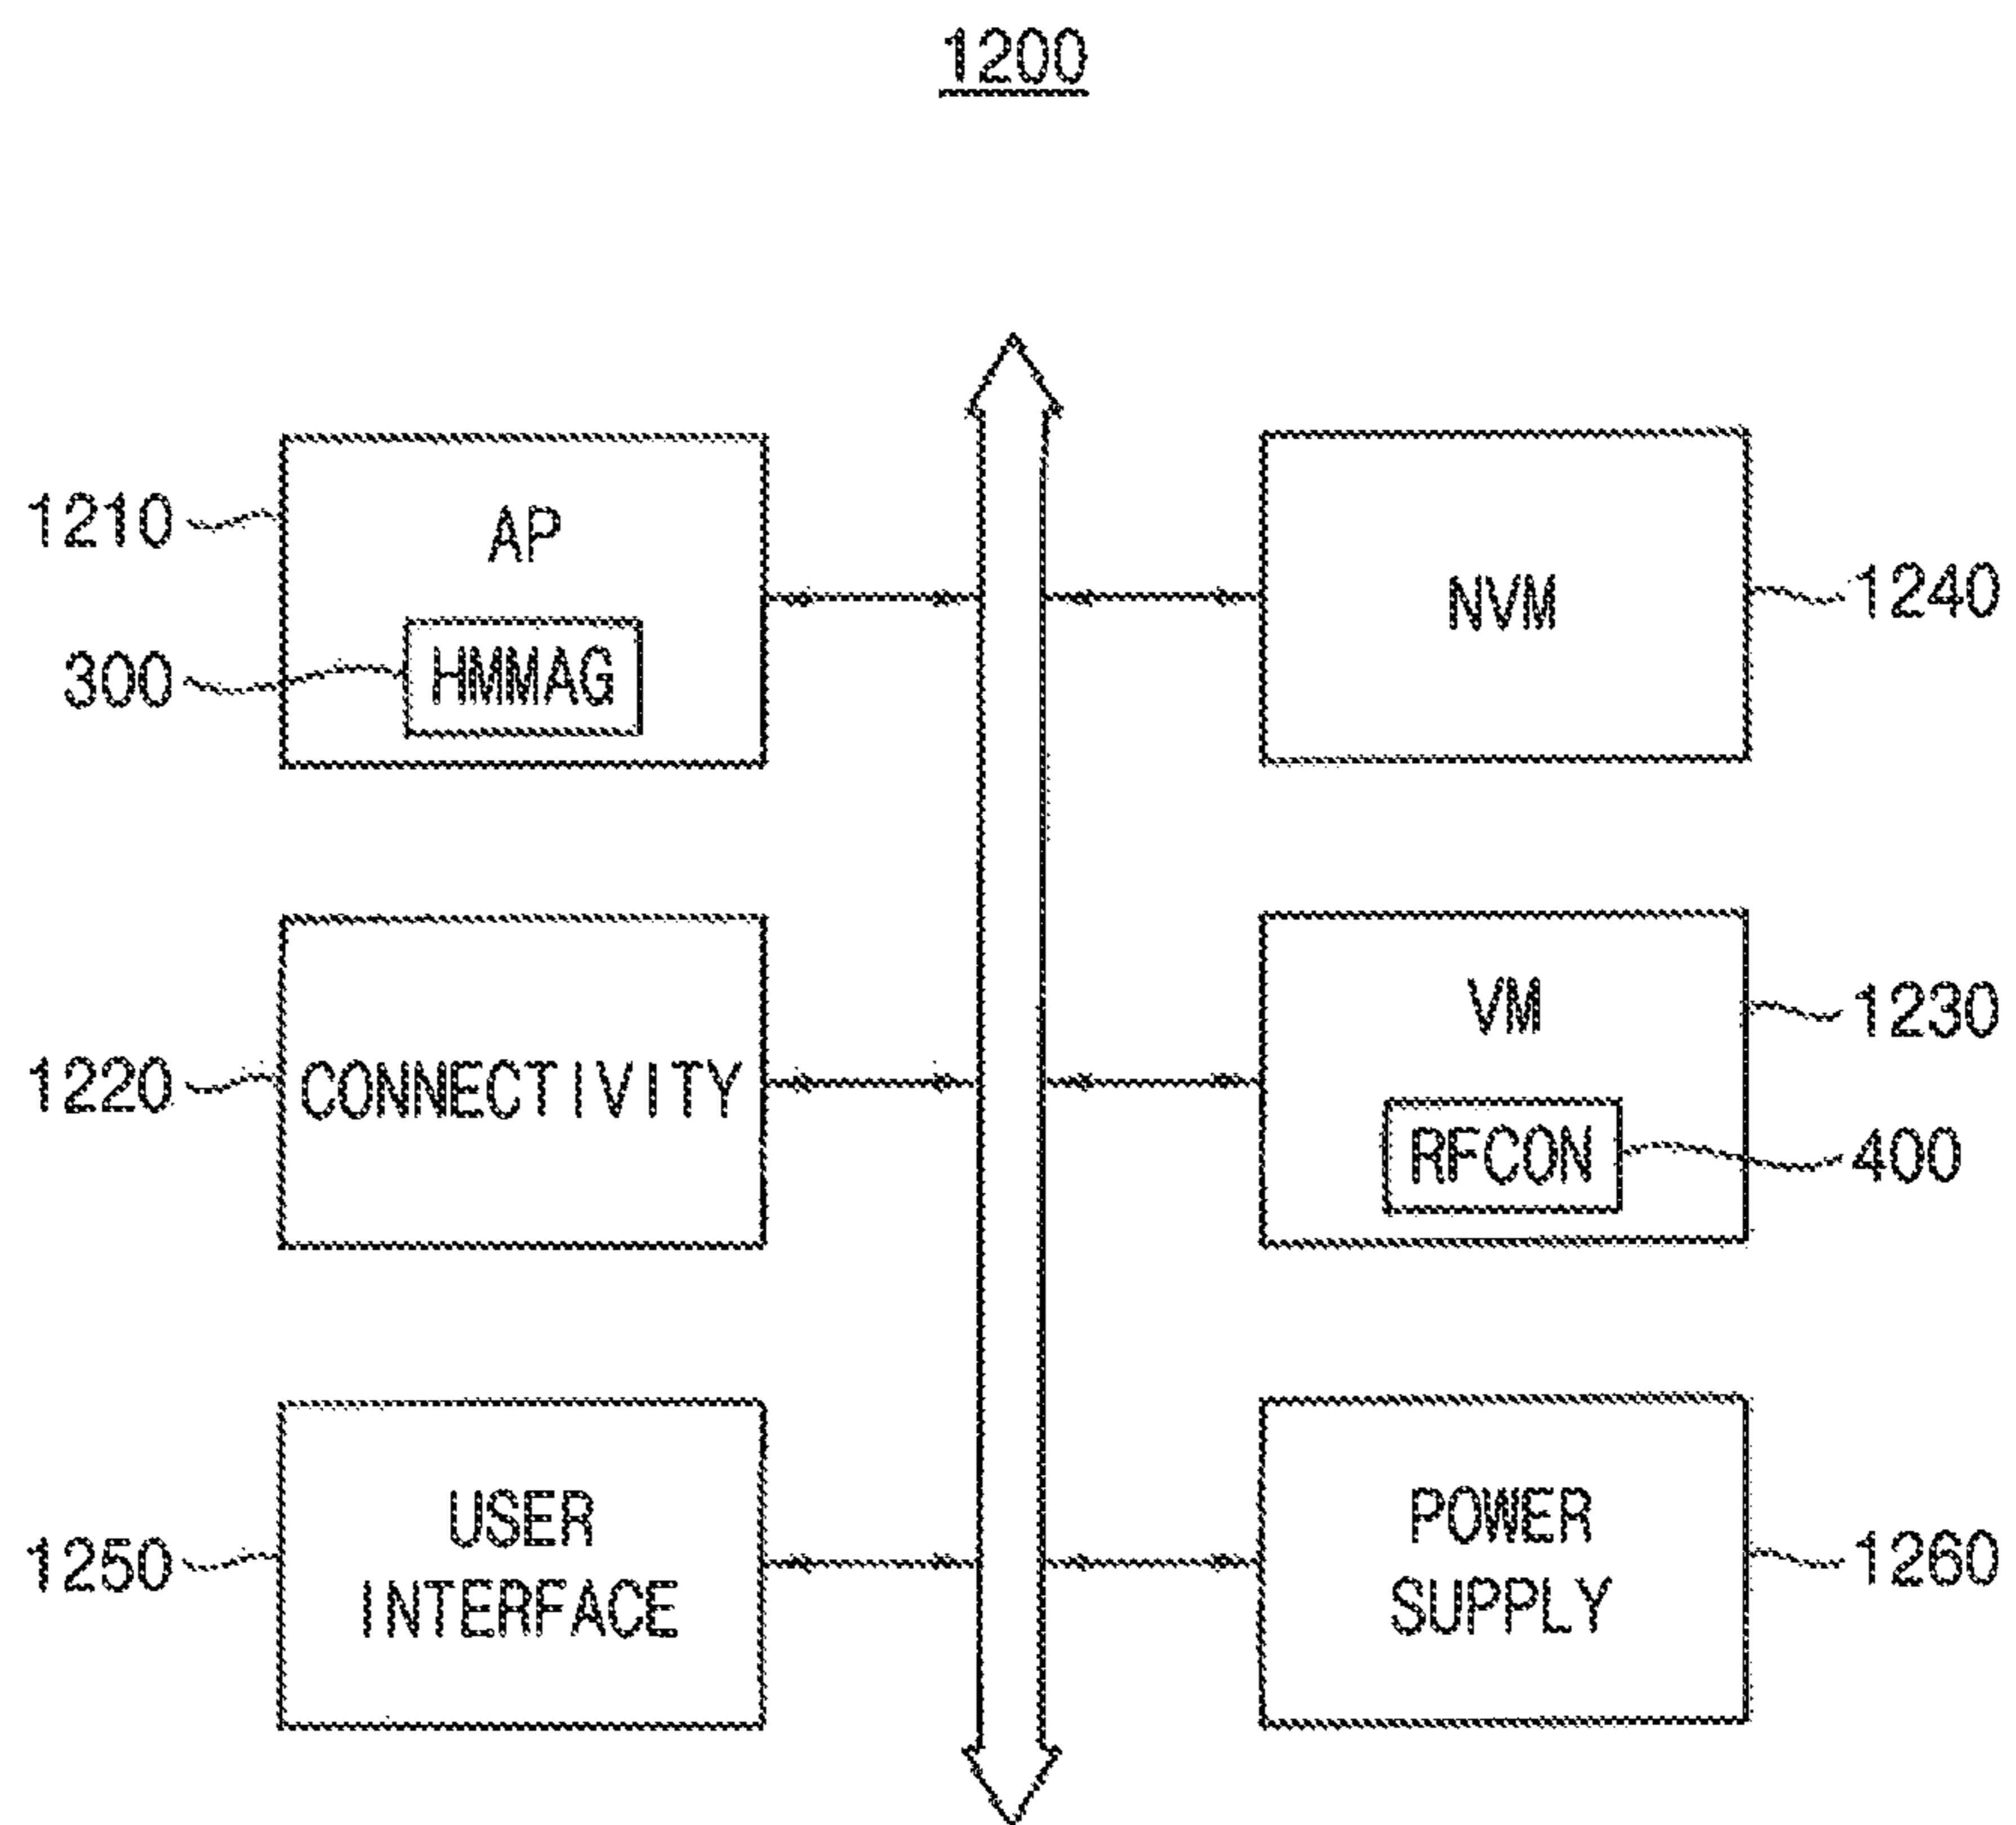 1200
1210
AP
300
HMMAG
NVM
1240
1220
CONNECTIVITY
VM
1230
RFCON
400
1250
USER
INTERFACE
POWER
SUPPLY
1260